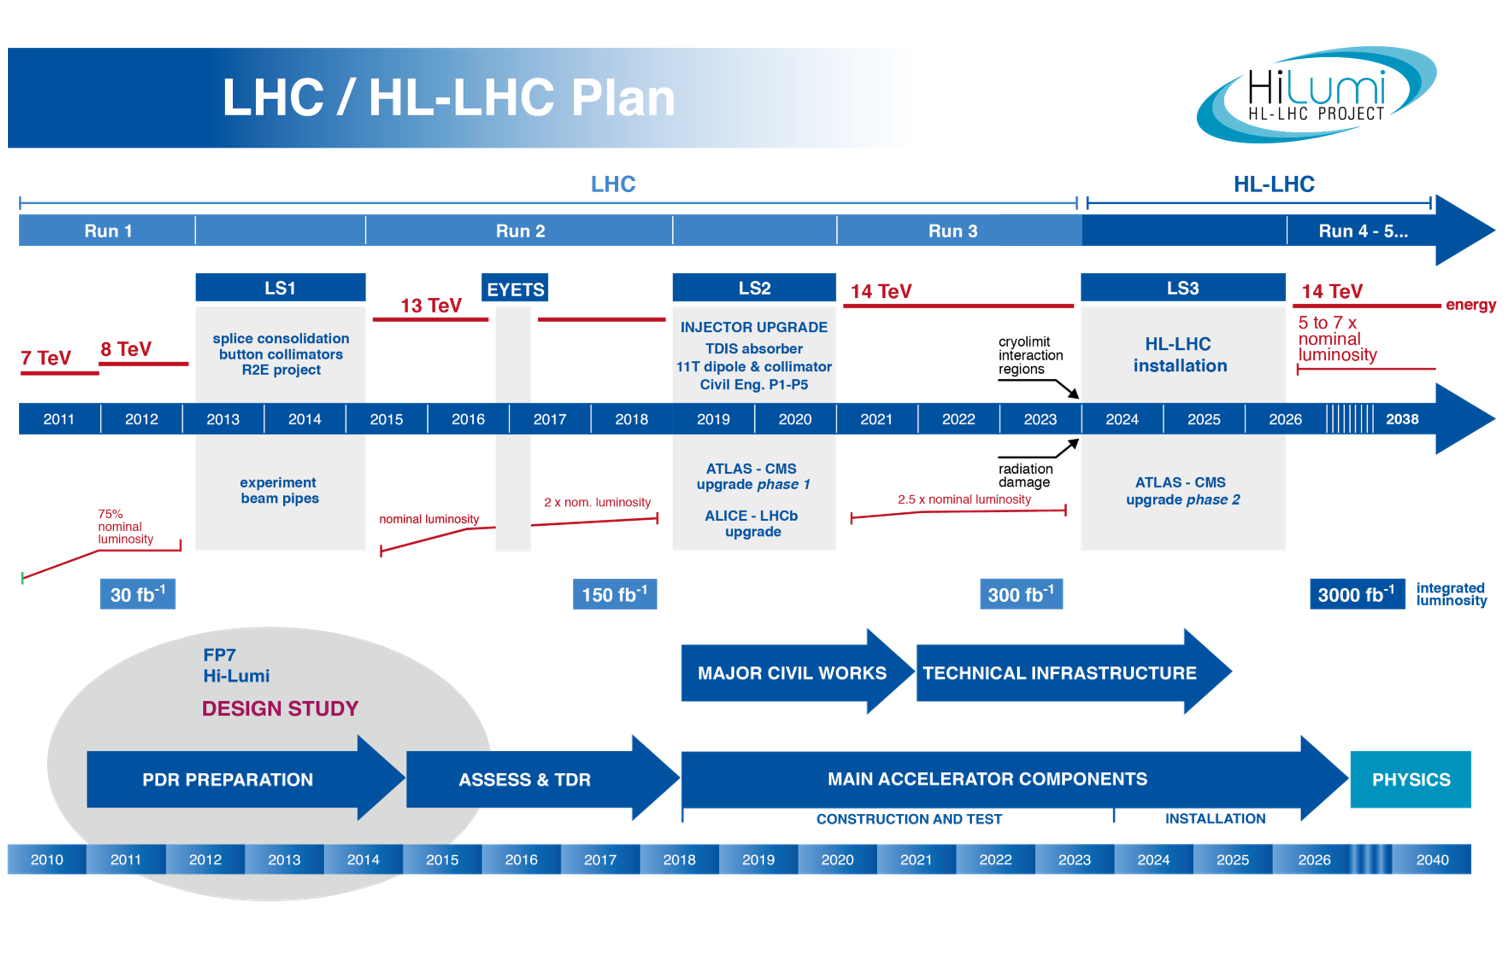 LHC / HL-LHC Plan
HiLumi
HL-LHC PROJECT
LHC
HL-LHC
Run 1
Run 2
Run 3
Run 4 - 5...
LS1
EYETS
LS2
LS3
13 TeV
14 TeV
14 TeV
energy
7 TeV
8 TeV
splice consolidation
button collimators
R2E project
INJECTOR UPGRADE
TDIS absorber
11T dipole & collimator
Civil Eng. P1-P5
cryolimit
interaction
regions
HL-LHC
installation
5 to 7 x
nominal
luminosity
2011 2012 2013 2014 2015 2016 2017 2018 2019 2020 2021 2022 2023 2024 2025 2026 2038
experiment
beam pipes
ATLAS - CMS
upgrade phase 1
ALICE - LHCb
upgrade
radiation
damage
ATLAS - CMS
upgrade phase 2
75%
nominal
luminosity
nominal luminosity
2 x nom. luminosity
2.5 x nominal luminosity
30 fb-1
150 fb-1
300 fb-1
3000 fb-1
integrated
luminosity
FP7
Hi-Lumi
DESIGN STUDY
MAJOR CIVIL WORKS
TECHNICAL INFRASTRUCTURE
PDR PREPARATION
ASSESS & TDR
MAIN ACCELERATOR COMPONENTS
PHYSICS
CONSTRUCTION AND TEST
INSTALLATION
2010 2011 2012 2013 2014 2015 2016 2017 2018 2019 2020 2021 2022 2023 2024 2025 2026 2040